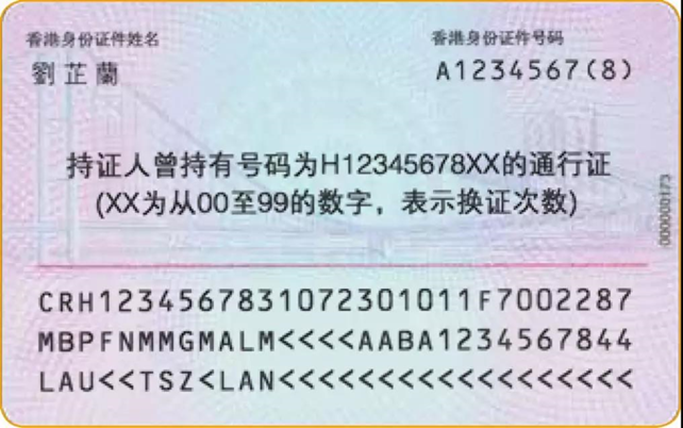 香港身份证件姓名
香港身份证件号码
劉芷蘭
A1234567(8)
持证人曾持有号码为H12345678XX的通行证
(XX为从00至99的数字，表示换证次数)
000000173
CRH1234567831072301011F7002287
MBPFNMMGMALM<<<<AABA1234567844
LAU<<TSZ<LAN<<<<<<<<<<<<<<<<<<